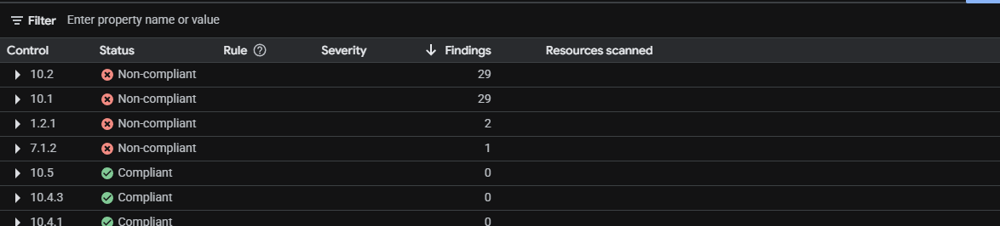 Filter Enter property name or value
Control Status Rule Severity Findings Resources scanned
10.2 Non-compliant 29
10.1 Non-compliant 29
1.2.1 Non-compliant 2
7.1.2 Non-compliant 1
10.5 Compliant 0
10.4.3 Compliant 0
10.4.1 Compliant 0